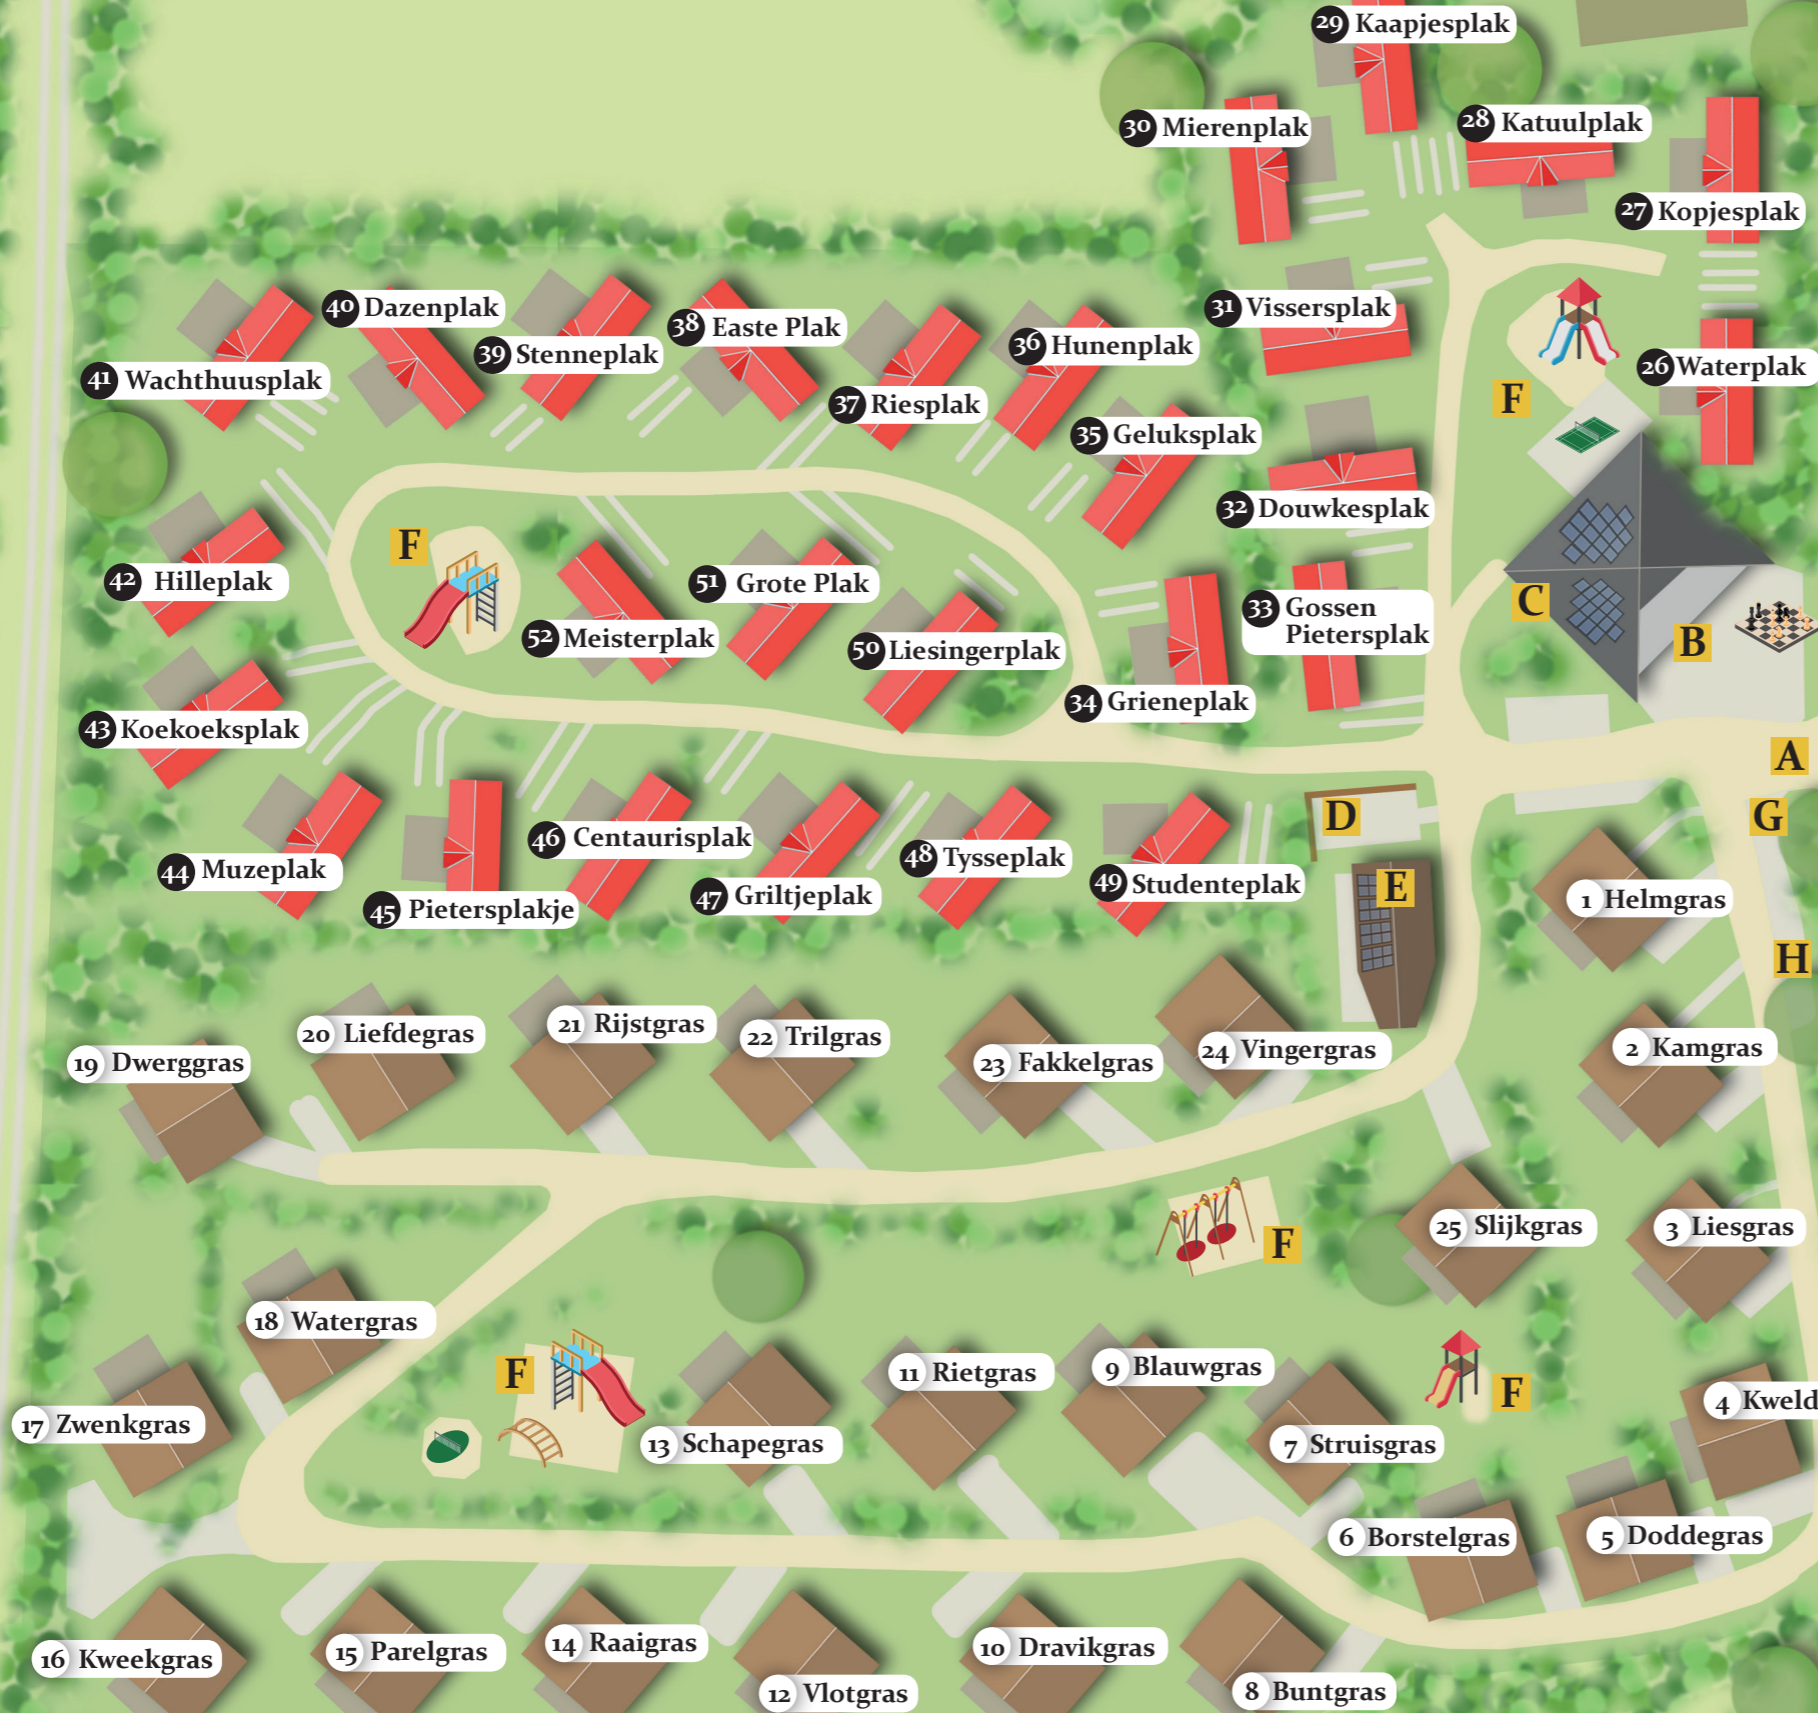 29 Kaapjesplak
30 Mierenplak
28 Katuulplak
27 Kopjesplak
40 Dazenplak
38 Easte Plak
31 Vissersplak
39 Stenneplak
36 Hunenplak
41 Wachthuusplak
26 Waterplak
37 Riesplak
F
35 Geluksplak
32 Douwkesplak
F
42 Hilleplak
51 Grote Plak
C
33 Gossen
Pietersplak
52 Meisterplak
50 Liesingerplak
B
43 Koekoeksplak
34 Grieneplak
A
D
G
46 Centaurisplak
44 Muzeplak
48 Tysseplak
49 Studenteplak
E
47 Griltjeplak
1 Helmgras
45 Pietersplakje
H
20 Liefdegras
21 Rijstgras
22 Trilgras
24 Vingergras
2 Kamgras
19 Dwerggras
23 Fakkelgras
25 Slijkgras
3 Liesgras
F
18 Watergras
F
11 Rietgras
9 Blauwgras
F
4 Kweld
17 Zwenkgras
13 Schapegras
7 Struisgras
6 Borstelgras
5 Doddegras
16 Kweekgras
15 Parelgras
14 Raaigras
10 Dravikgras
12 Vlotgras
8 Buntgras